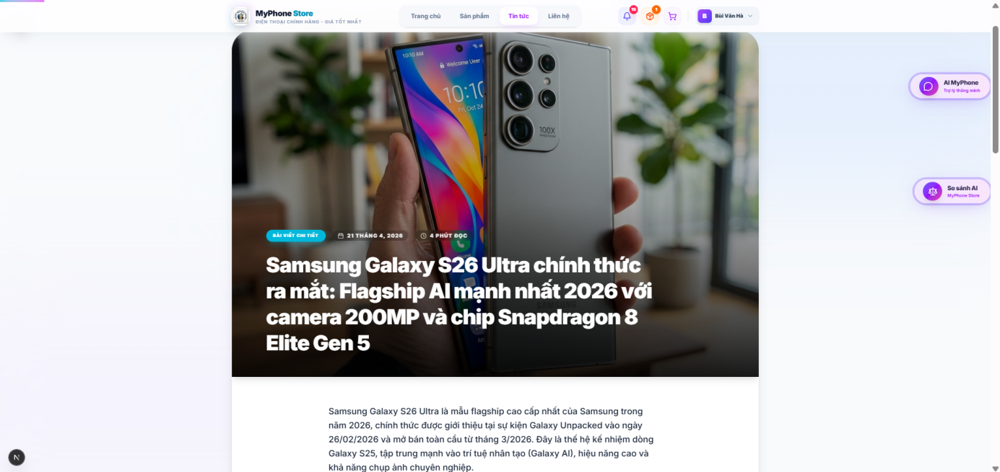 MyPhone Store
ĐIỆN THOẠI CHÍNH HÃNG - GIÁ TỐT NHẤT
Trang chủ
Sản phẩm
Tin tức
Liên hệ
15
1
B
Bùi Văn Hà
10:10 AM
Welcome Ueer
10:10
Fri, Oct 24
100X
AI MyPhone
Trợ lý thông minh
So sánh AI
MyPhone Store
BÀI VIẾT CHI TIẾT
21 THÁNG 4, 2026
4 PHÚT ĐỌC
Samsung Galaxy S26 Ultra chính thức
ra mắt: Flagship AI mạnh nhất 2026 với
camera 200MP và chip Snapdragon 8
Elite Gen 5
SAMSUNG
Samsung Galaxy S26 Ultra là mẫu flagship cao cấp nhất của Samsung trong
năm 2026, chính thức được giới thiệu tại sự kiện Galaxy Unpacked vào ngày
26/02/2026 và mở bán toàn cầu từ tháng 3/2026. Đây là thế hệ kế nhiệm dòng
Galaxy S25, tập trung mạnh vào trí tuệ nhân tạo (Galaxy AI), hiệu năng cao và
khả năng chụp ảnh chuyên nghiệp.
N